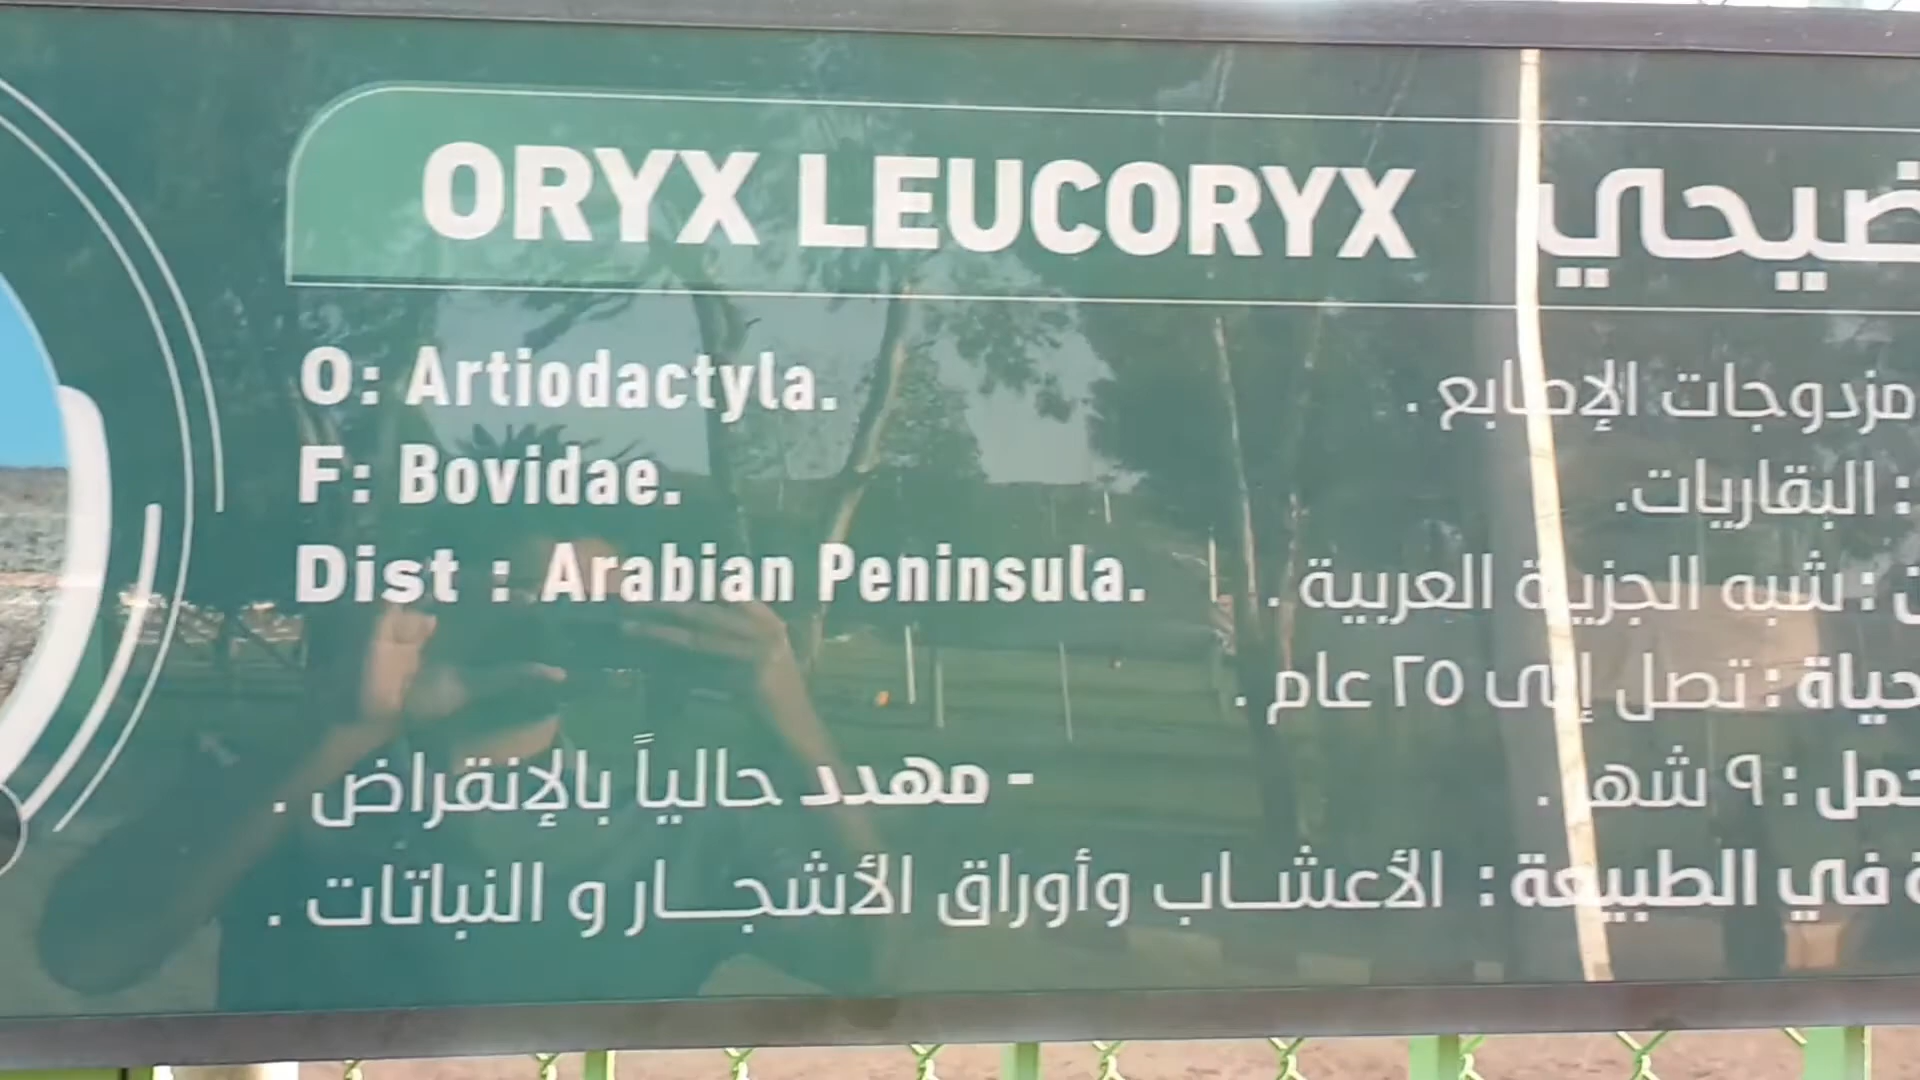 ORYX LEUCORYX
ضيحي
O: Artiodactyla.
مزدوجات الإصابع .
F: Bovidae.
: البقاريات.
Dist : Arabian Peninsula.
: شبه الجزيرة العربية .
حياة : تصل إلى ٢٥ عام .
- مهدد حالياً بالإنقراض .
حمل : ٩ شهر .
في الطبيعة : الأعشــاب وأوراق الأشجــار و النباتات .